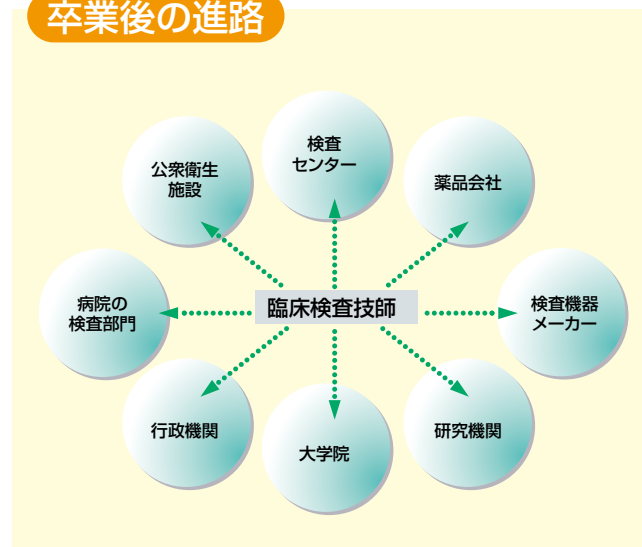 卒業後の進路
検査
センター
公衆衛生
施設
薬品会社
病院の
検査部門
臨床検査技師
検査機器
メーカー
行政機関
大学院
研究機関